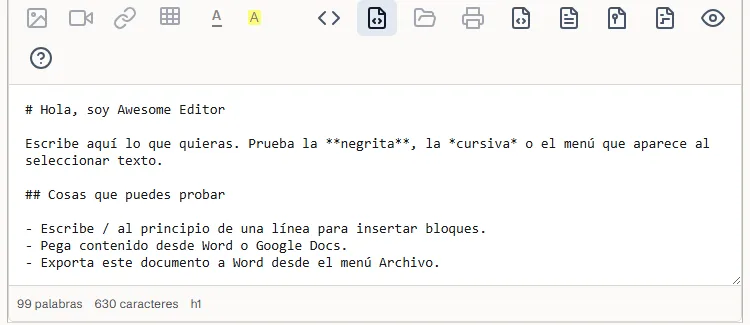 A
A
# Hola, soy Awesome Editor
Escribe aquí lo que quieras. Prueba la **negrita**, la *cursiva* o el menú que aparece al
seleccionar texto.
## Cosas que puedes probar
- Escribe / al principio de una línea para insertar bloques.
- Pega contenido desde Word o Google Docs.
- Exporta este documento a Word desde el menú Archivo.
99 palabras 630 caracteres h1